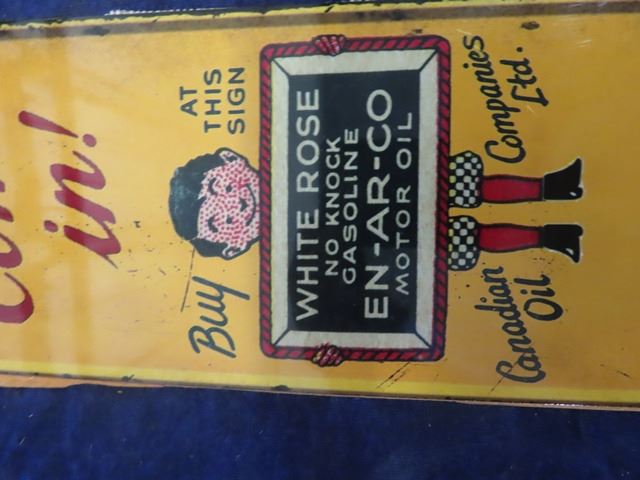 in!
Buy
AT
THIS
SIGN
WHITE ROSE
NO KNOCK
GASOLINE
EN-AR-CO
MOTOR OIL
Canadian Companies
Oil Ltd.